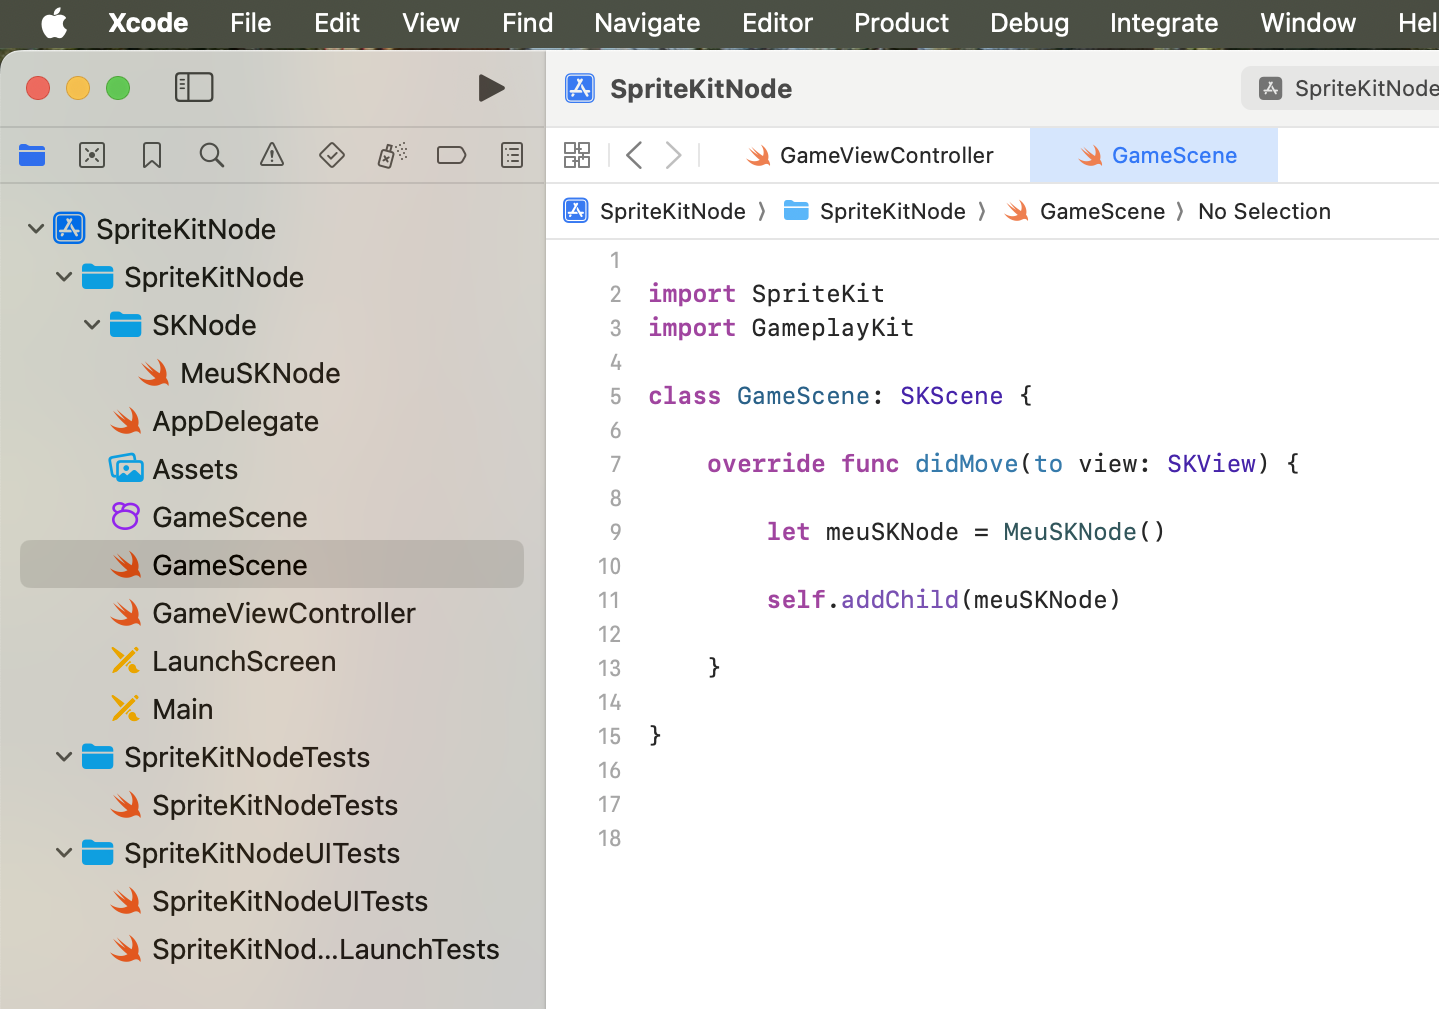 Xcode File Edit View Find Navigate Editor Product Debug Integrate Window Hel
SpriteKitNode SpriteKitNode
GameViewController GameScene
SpriteKitNode 〉 SpriteKitNode 〉 GameScene 〉 No Selection
SpriteKitNode
SpriteKitNode
SKNode
MeuSKNode
AppDelegate
Assets
GameScene
GameScene
GameViewController
LaunchScreen
Main
SpriteKitNodeTests
SpriteKitNodeTests
SpriteKitNodeUITests
SpriteKitNodeUITests
SpriteKitNod...LaunchTests
1
2 import SpriteKit
3 import GameplayKit
4
5 class GameScene: SKScene {
6
7     override func didMove(to view: SKView) {
8
9         let meuSKNode = MeuSKNode()
10
11         self.addChild(meuSKNode)
12
13     }
14
15 }
16
17
18